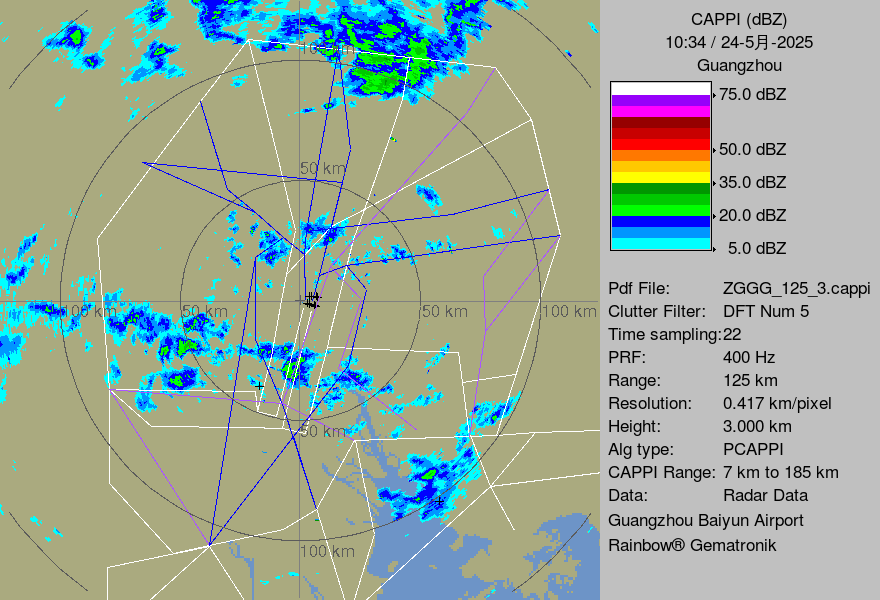 CAPPI (dBZ)
10:34 / 24-5月-2025
Guangzhou
75.0 dBZ
50.0 dBZ
35.0 dBZ
20.0 dBZ
5.0 dBZ
Pdf File: ZGGG_125_3.cappi
Clutter Filter: DFT Num 5
Time sampling:22
PRF: 400 Hz
Range: 125 km
Resolution: 0.417 km/pixel
Height: 3.000 km
Alg type: PCAPPI
CAPPI Range: 7 km to 185 km
Data: Radar Data
Guangzhou Baiyun Airport
Rainbow® Gematronik
100 km
50 km
100 km
50 km
50 km
100 km
50 km
100 km